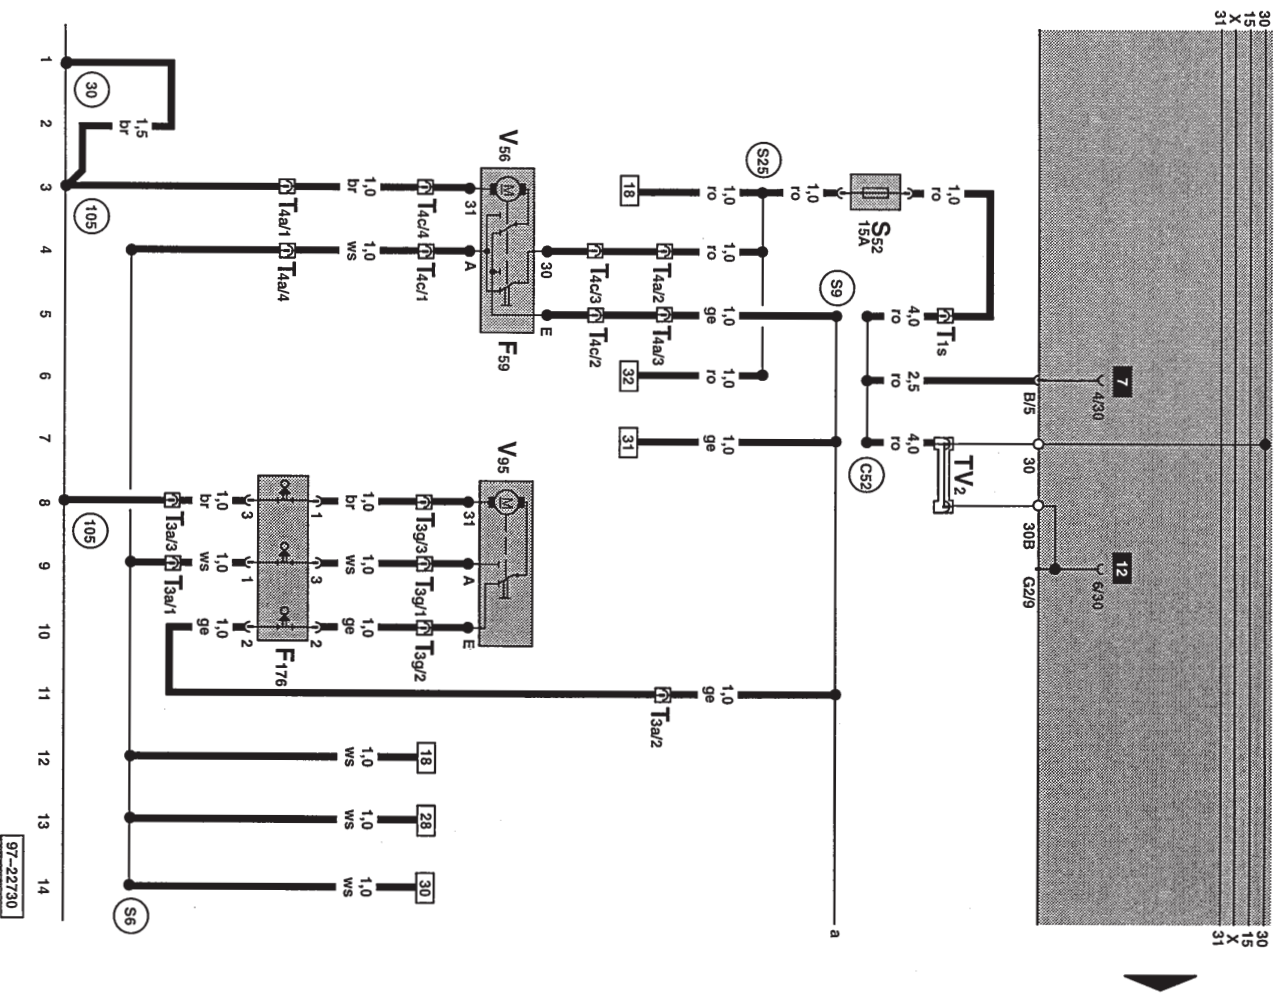 30
15
X
31
30
15
X
31
7
4/30
12
6/30
B/5
30
30B
G2/9
TV2
4,0
ro
2,5
ro
4,0
ro
C52
T1s
1,0
ro
S52
15A
S9
1,0
ro
S25
1,0
ro
18
1,0
ro
T4a/2
T4c/3
1,0
ge
T4a/3
T4c/2
1,0
ro
32
1,0
ge
31
1,0
ge
T3a/2
a
30
E
F59
V56
M
31
A
T4c/4
T4c/1
1,0
br
1,0
ws
T4a/1
T4a/4
V95
M
31
A
E
T3g/3
T3g/1
T3g/2
1,0
br
1,0
ws
1,0
ge
1
3
2
F176
3
1
2
1,0
br
1,0
ws
1,0
ge
T3a/3
T3a/1
18
1,0
ws
28
1,0
ws
30
1,0
ws
S6
1,5
br
30
105
105
1
2
3
4
5
6
7
8
9
10
11
12
13
14
97–22730